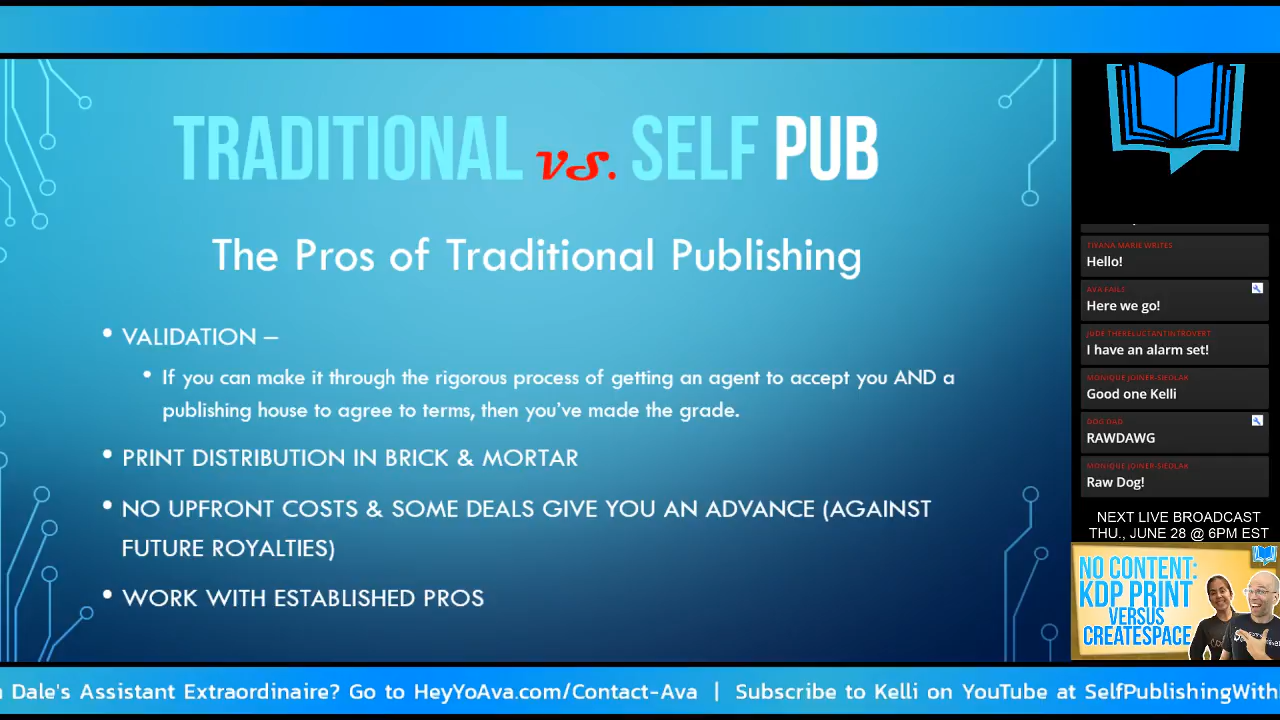 TRADITIONAL vs. SELF PUB
The Pros of Traditional Publishing
• VALIDATION –
• If you can make it through the rigorous process of getting an agent to accept you AND a
publishing house to agree to terms, then you've made the grade.
• PRINT DISTRIBUTION IN BRICK & MORTAR
• NO UPFRONT COSTS & SOME DEALS GIVE YOU AN ADVANCE (AGAINST
FUTURE ROYALTIES)
• WORK WITH ESTABLISHED PROS
TIYANA MARIE WRITES
Hello!
AVA FAILS
Here we go!
JUDE THERELUCTANTINTROVERT
I have an alarm set!
MONIQUE JOINER-SIEDLAK
Good one Kelli
DOG DAD
RAWDAWG
MONIQUE JOINER-SIEDLAK
Raw Dog!
NEXT LIVE BROADCAST
THU., JUNE 28 @ 6PM EST
NO CONTENT:
KDP PRINT
VERSUS
CREATESPACE
Dale's Assistant Extraordinaire? Go to HeyYoAva.com/Contact-Ava | Subscribe to Kelli on YouTube at SelfPublishingWith